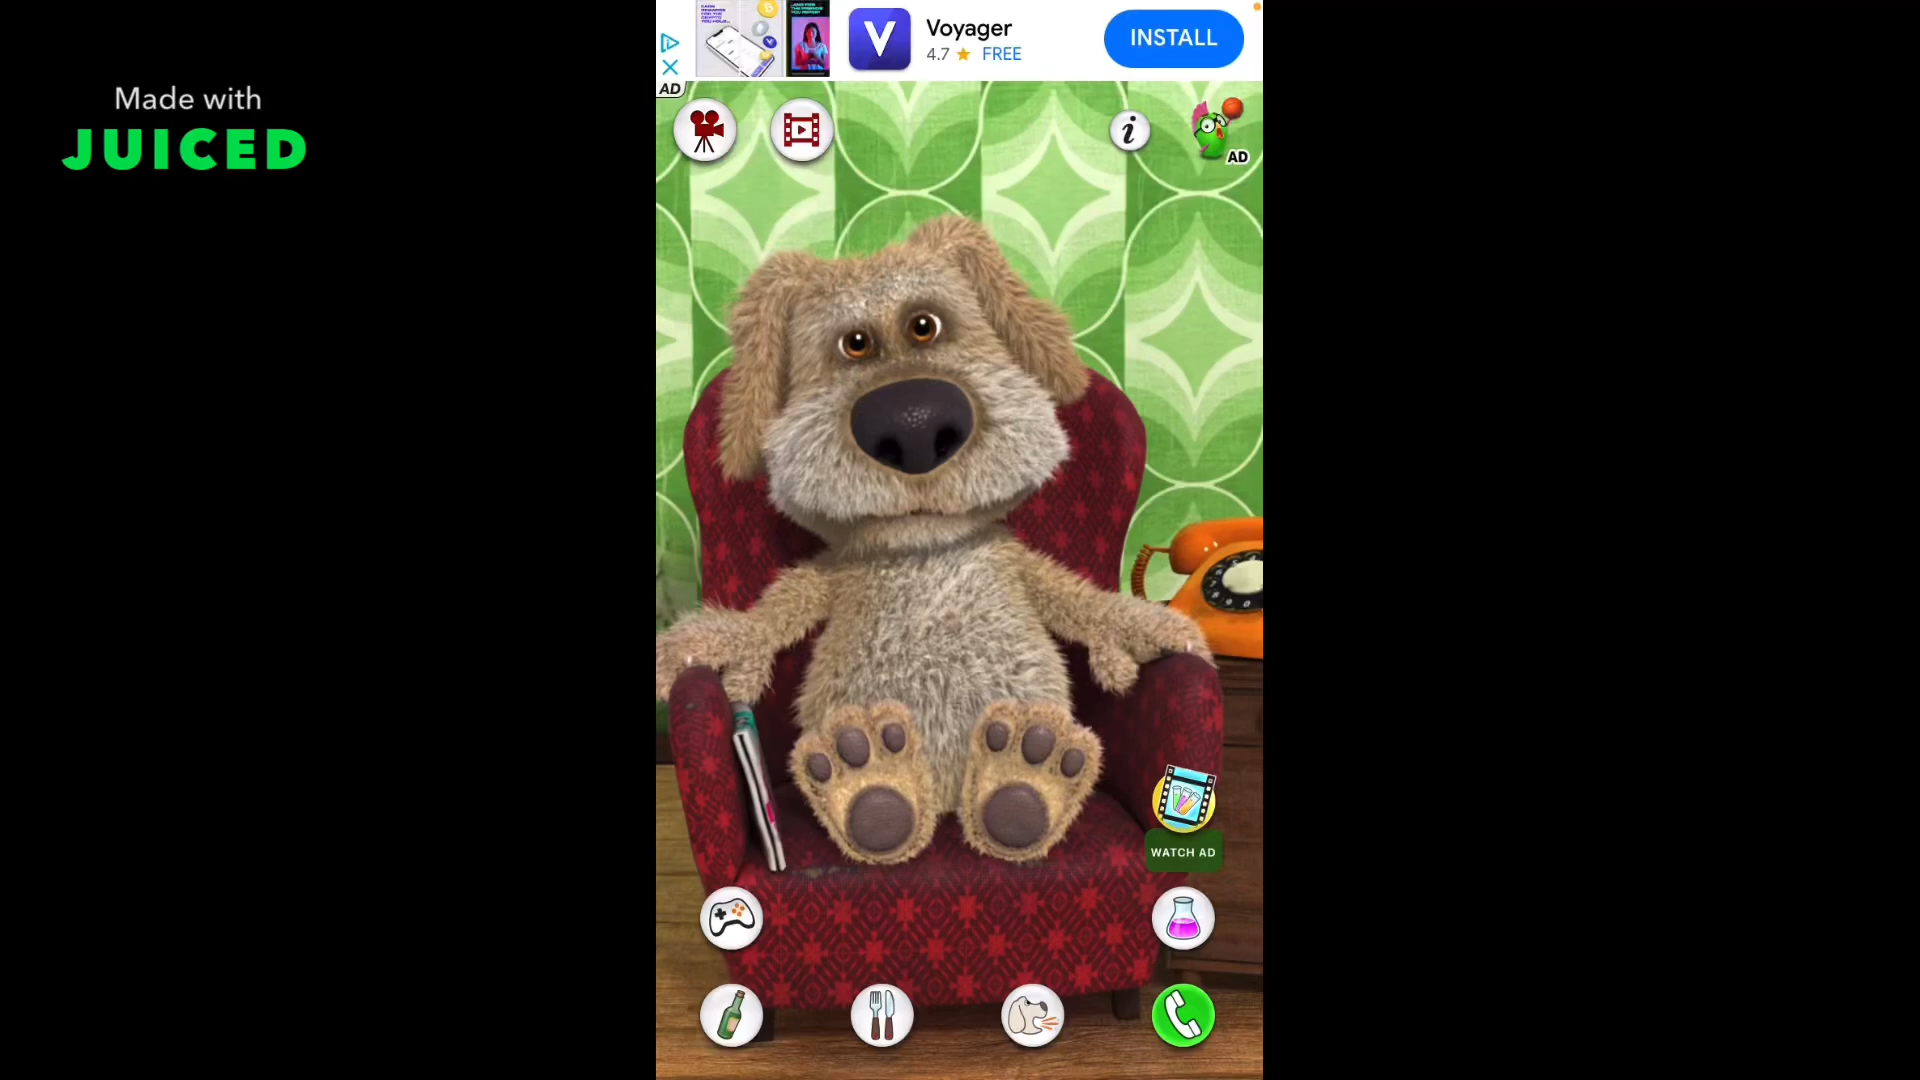 Made with
JUICED
Voyager
4.7 ★ FREE
INSTALL
AD
AD
WATCH AD